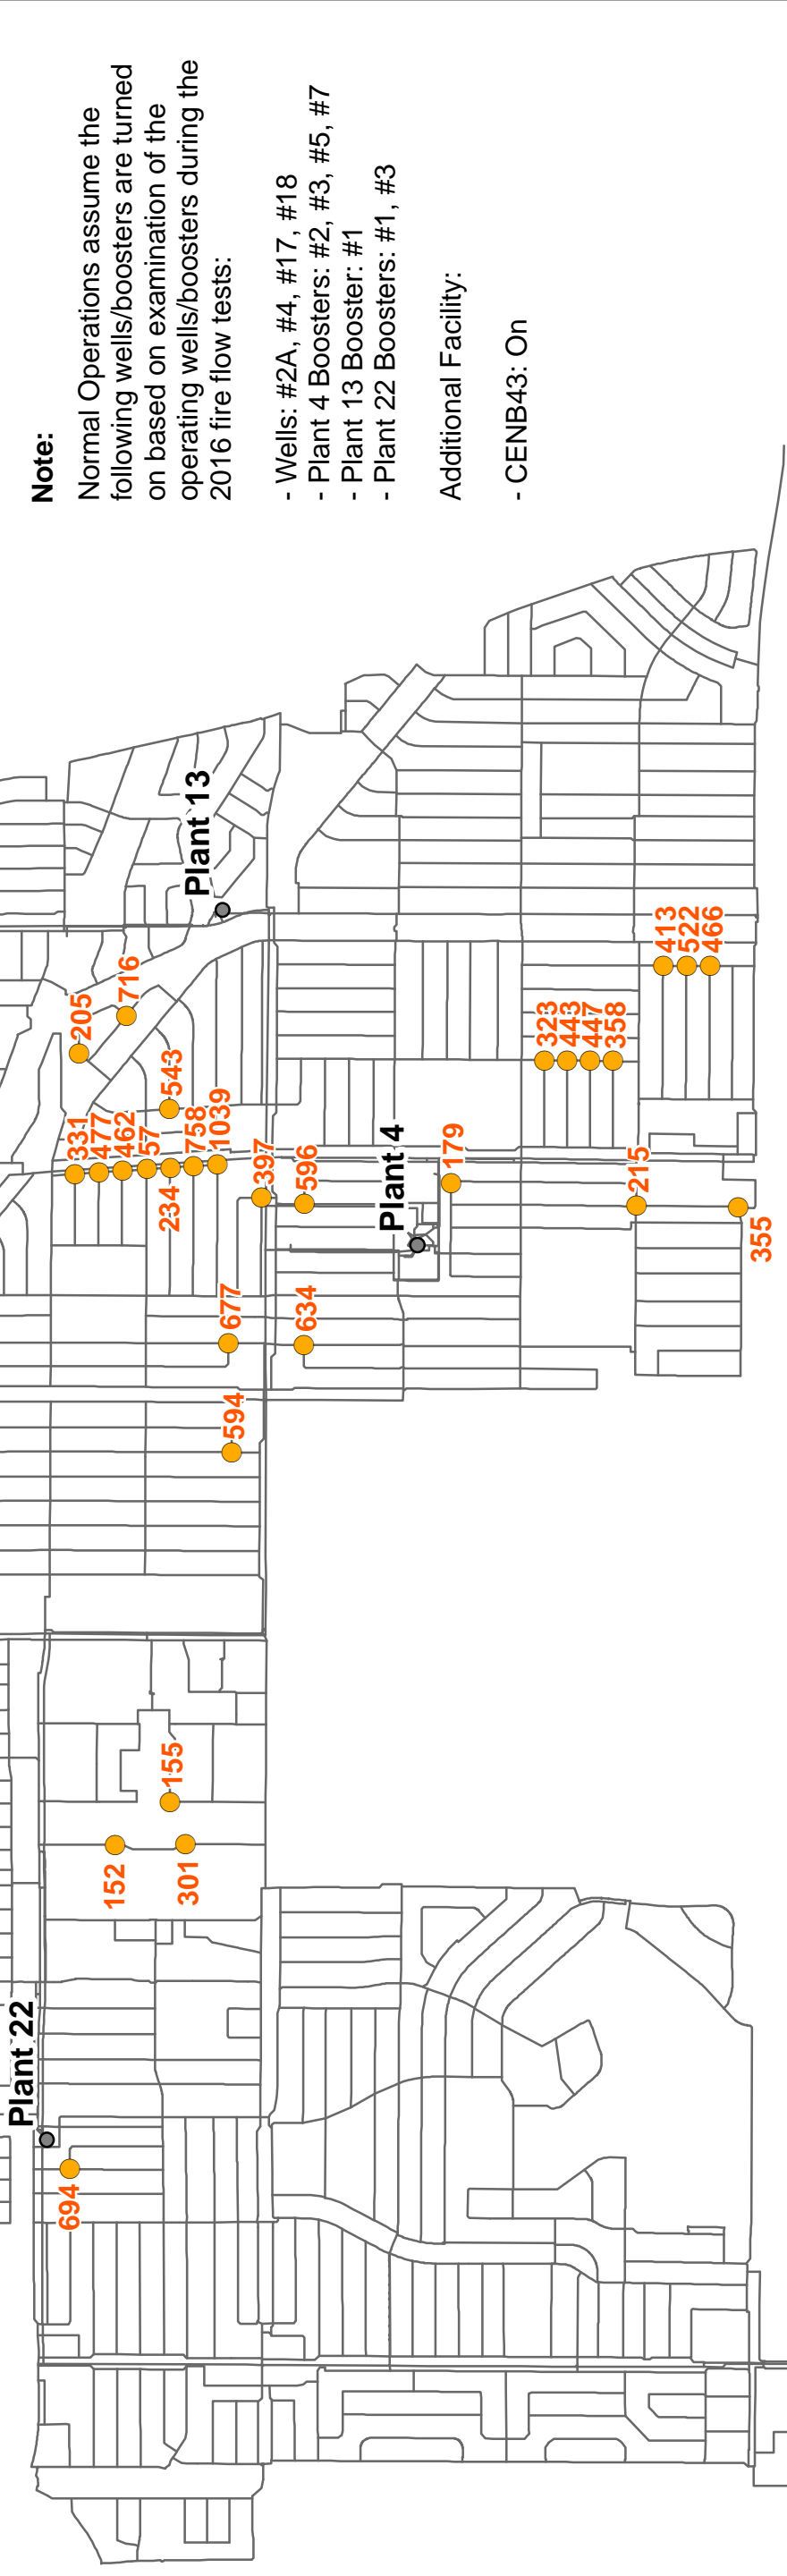 Note:
Normal Operations assume the
following wells/boosters are turned
on based on examination of the
operating wells/boosters during the
2016 fire flow tests:
- Wells: #2A, #4, #17, #18
- Plant 4 Boosters: #2, #3, #5, #7
- Plant 13 Booster: #1
- Plant 22 Boosters: #1, #3
Additional Facility:
- CENB43: On
Plant 22
694
152
301
155
594
677
634
Plant 4
331
477
462
57
234
758
1039
397
596
179
215
355
205
716
543
323
443
447
358
413
522
466
Plant 13